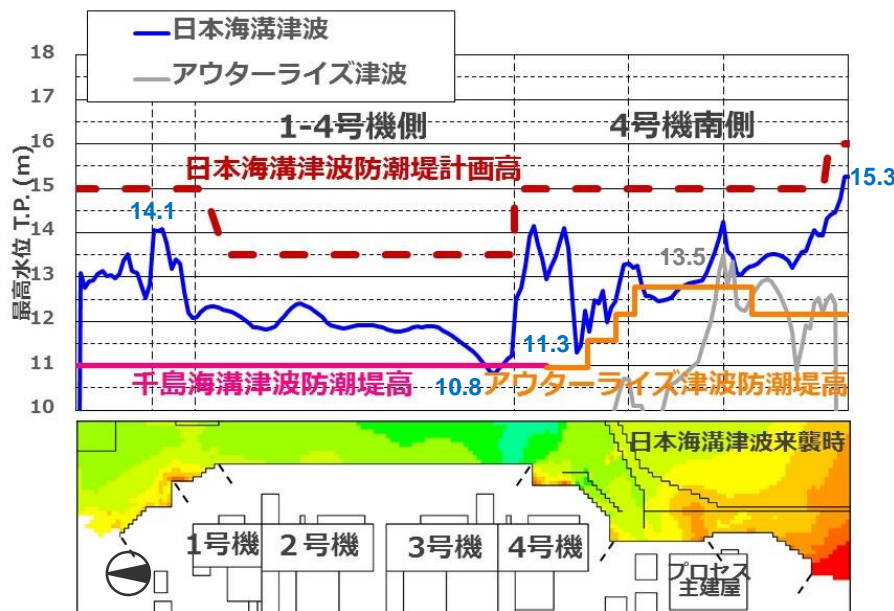 日本海溝津波
アウターライズ津波
最高水位 T.P. (m)
18
17
16
15
14
13
12
11
10
1-4号機側
4号機南側
日本海溝津波防潮堤計画高
14.1
15.3
13.5
11.3
10.8
千島海溝津波防潮堤高
アウターライズ津波防潮堤高
日本海溝津波来襲時
1号機
2号機
3号機
4号機
プロセス
主建屋